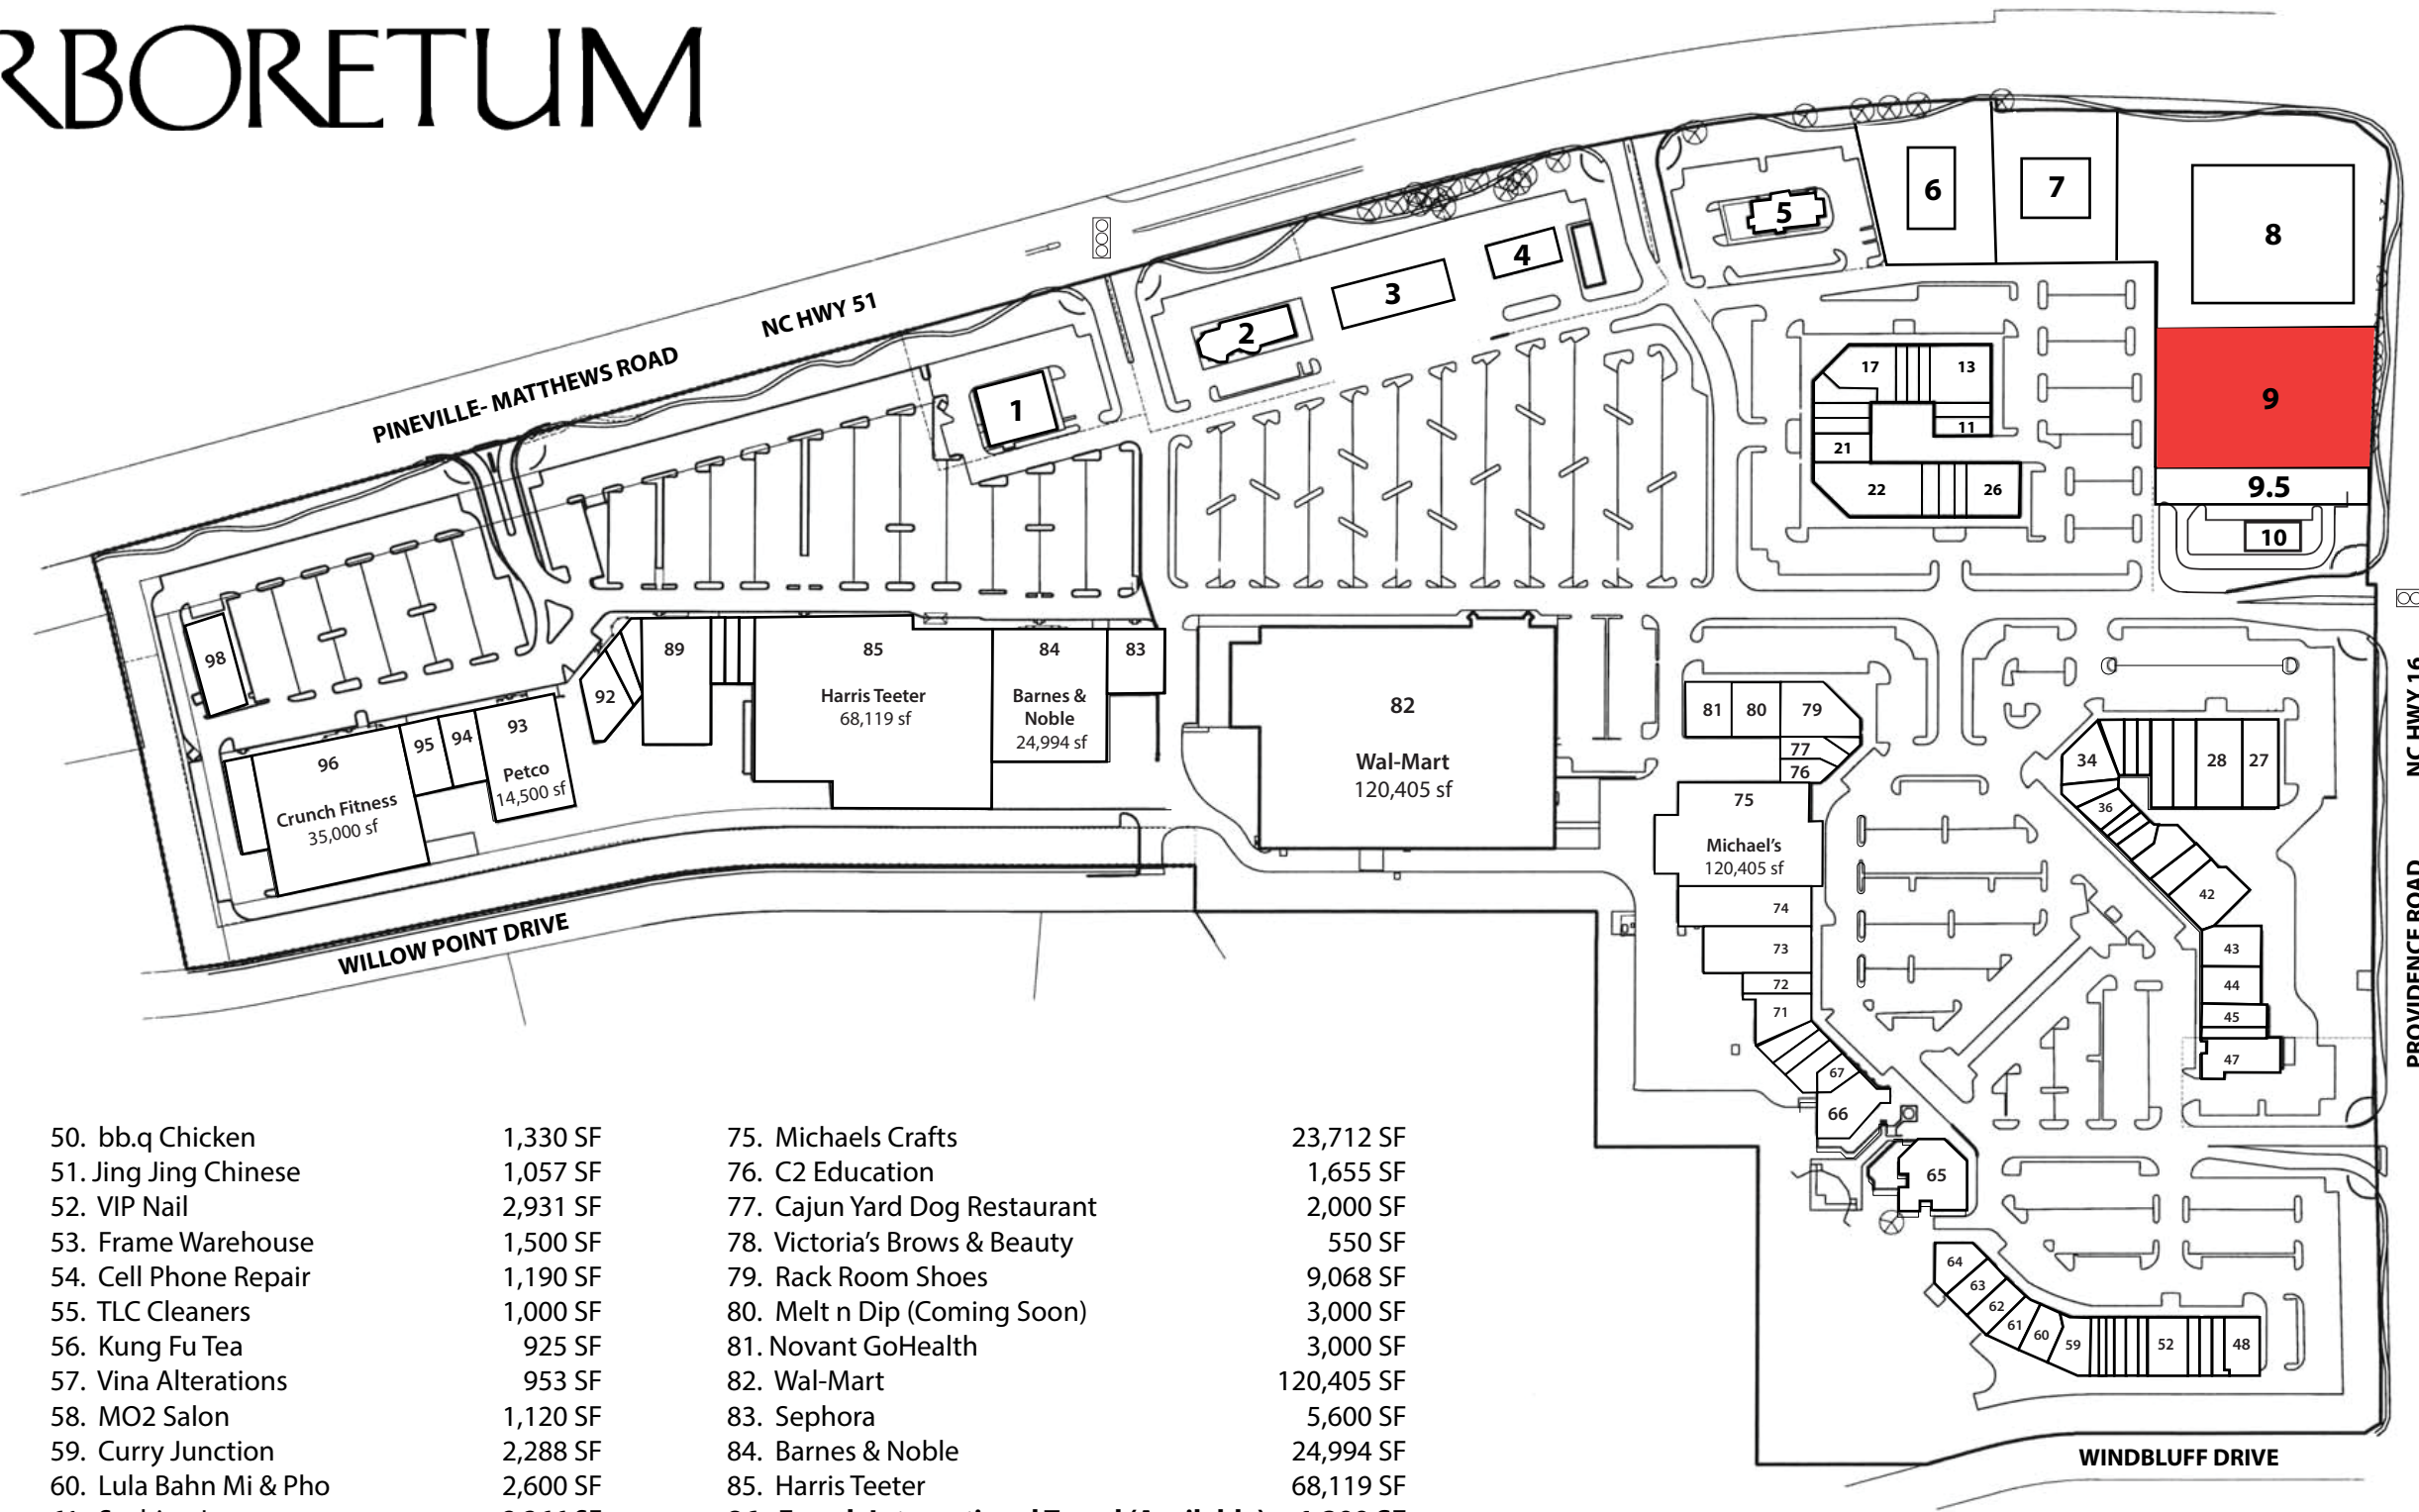 RBORETUM
NC HWY 51
PINEVILLE- MATTHEWS ROAD
1
2
3
4
5
6
7
8
9
9.5
10
17
13
11
21
22
26
98
92
89
85
Harris Teeter
68,119 sf
84
Barnes &
Noble
24,994 sf
83
82
Wal-Mart
120,405 sf
96
Crunch Fitness
35,000 sf
95
94
93
Petco
14,500 sf
81
80
79
77
76
75
Michael's
120,405 sf
74
73
72
71
67
66
65
64
63
62
61
60
59
52
48
34
28
27
36
42
43
44
45
47
NC HWY 16
PROVIDENCE ROAD
WILLOW POINT DRIVE
WINDBLUFF DRIVE
50. bb.q Chicken 1,330 SF
51. Jing Jing Chinese 1,057 SF
52. VIP Nail 2,931 SF
53. Frame Warehouse 1,500 SF
54. Cell Phone Repair 1,190 SF
55. TLC Cleaners 1,000 SF
56. Kung Fu Tea 925 SF
57. Vina Alterations 953 SF
58. MO2 Salon 1,120 SF
59. Curry Junction 2,288 SF
60. Lula Bahn Mi & Pho 2,600 SF
75. Michaels Crafts 23,712 SF
76. C2 Education 1,655 SF
77. Cajun Yard Dog Restaurant 2,000 SF
78. Victoria's Brows & Beauty 550 SF
79. Rack Room Shoes 9,068 SF
80. Melt n Dip (Coming Soon) 3,000 SF
81. Novant GoHealth 3,000 SF
82. Wal-Mart 120,405 SF
83. Sephora 5,600 SF
84. Barnes & Noble 24,994 SF
85. Harris Teeter 68,119 SF